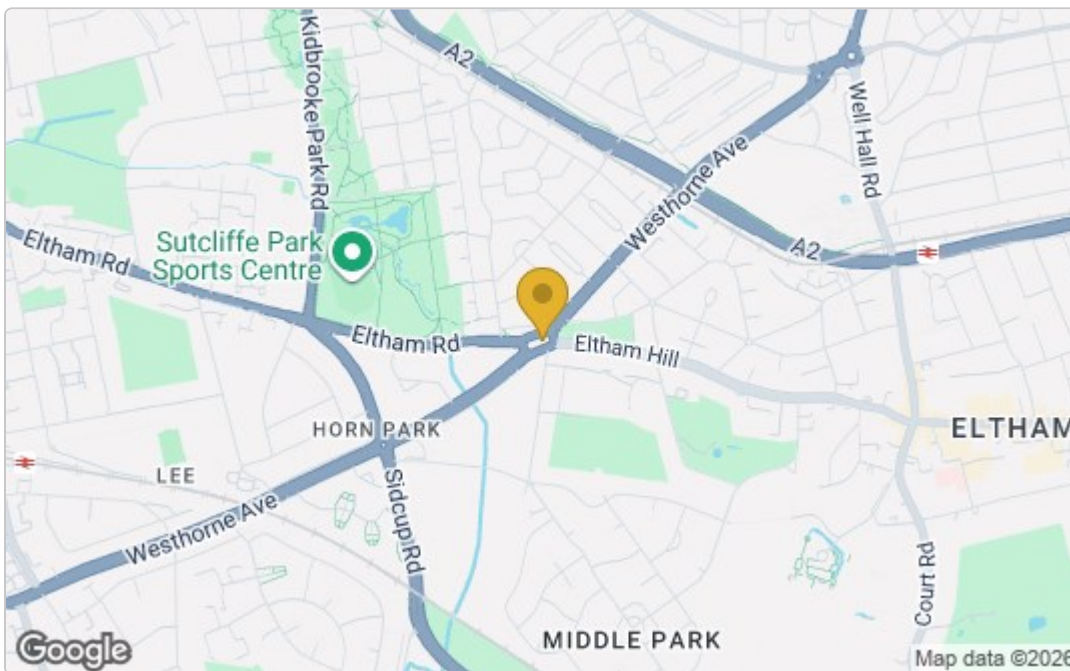 A2
Kidbrooke Park Rd
Well Hall Rd
Westhorne Ave
Eltham Rd
Sutcliffe Park
Sports Centre
A2
Eltham Rd
Eltham Hill
HORN PARK
ELTHAM
LEE
Sidcup Rd
Westhorne Ave
Court Rd
MIDDLE PARK
Google
Map data ©2026